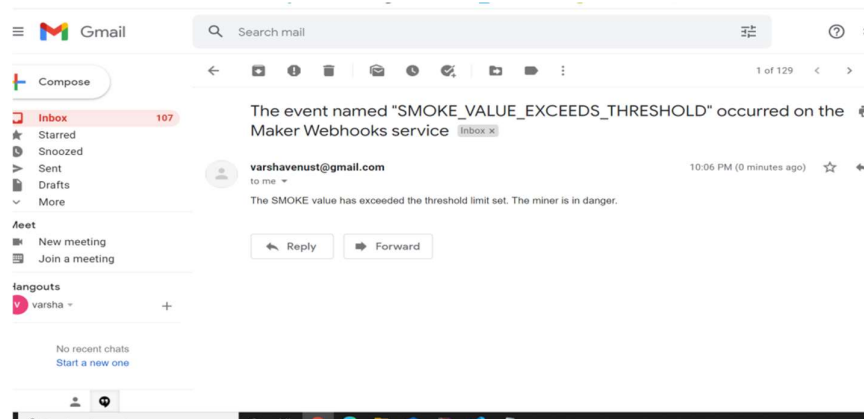 Gmail
Search mail
Compose
1 of 129
Inbox 107
Starred
Snoozed
Sent
Drafts
More
Meet
New meeting
Join a meeting
Hangouts
varsha
No recent chats
Start a new one
The event named "SMOKE_VALUE_EXCEEDS_THRESHOLD" occurred on the
Maker Webhooks service Inbox x
varshavenust@gmail.com 10:06 PM (0 minutes ago)
to me
The SMOKE value has exceeded the threshold limit set. The miner is in danger.
Reply Forward